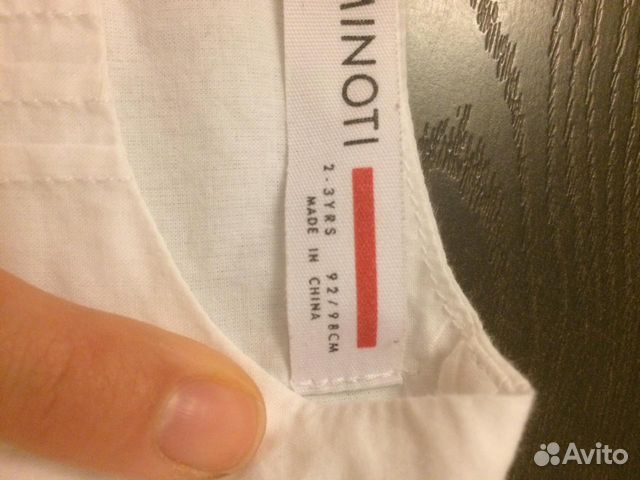 MINOTI
2-3YRS 92/98CM
MADE IN CHINA
Avito